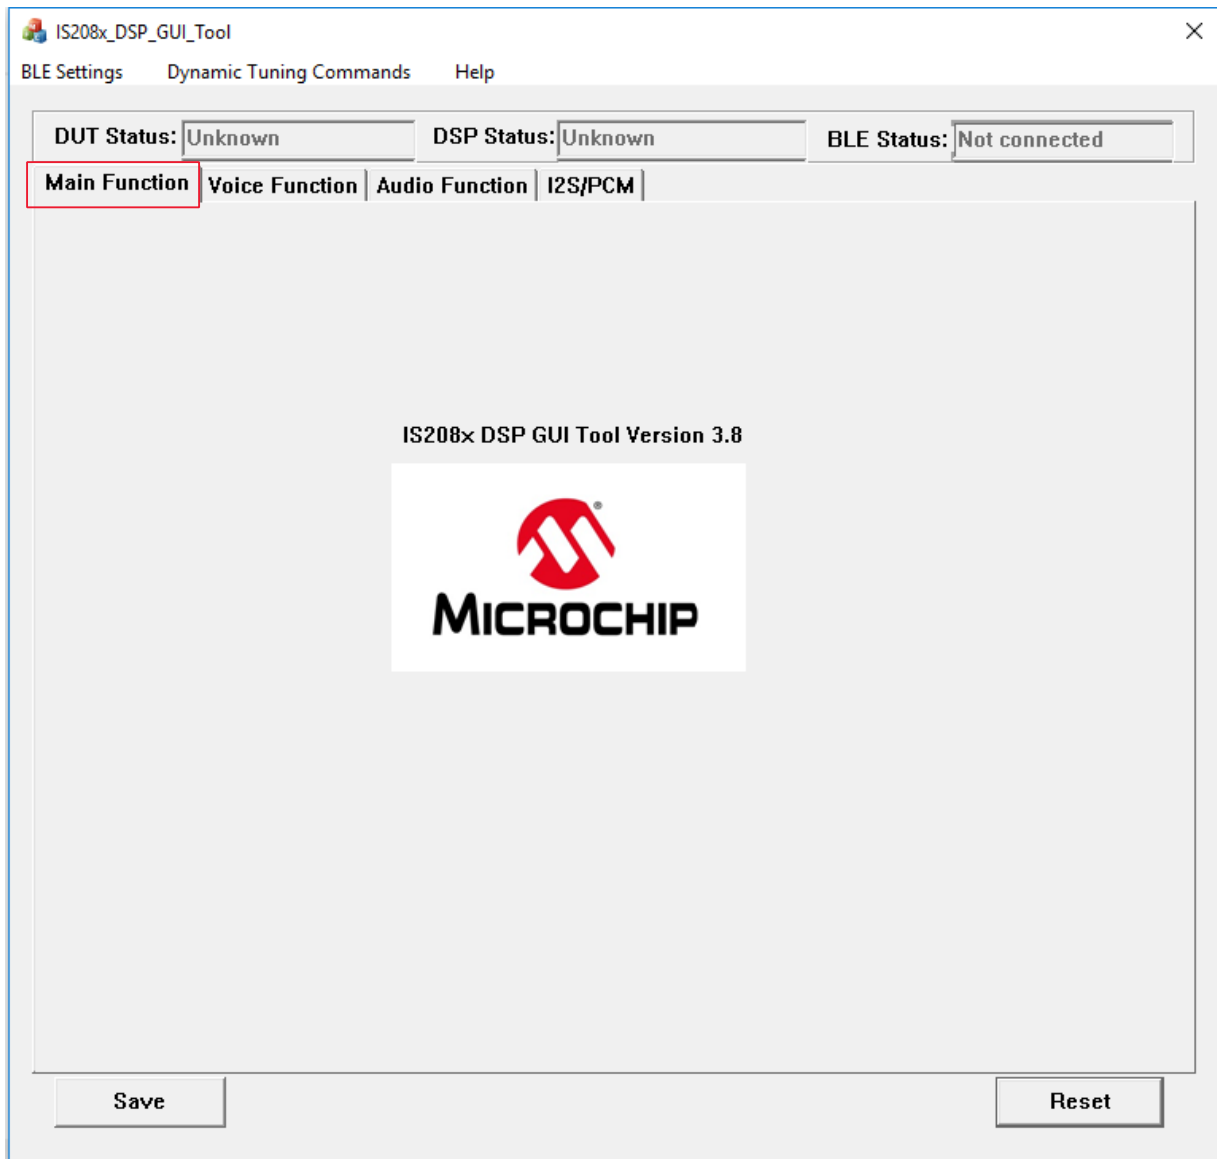 IS208x_DSP_GUI_Tool
BLE Settings Dynamic Tuning Commands Help
DUT Status: Unknown DSP Status: Unknown BLE Status: Not connected
Main Function Voice Function Audio Function I2S/PCM
IS208x DSP GUI Tool Version 3.8
MICROCHIP
Save Reset